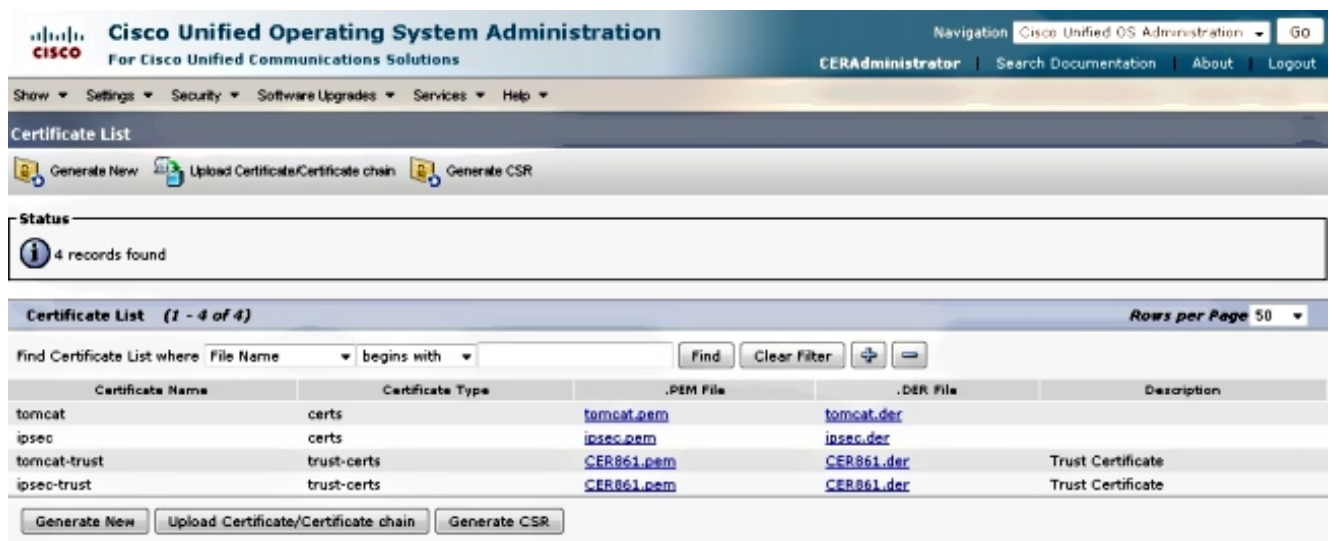 Cisco Unified Operating System Administration
Navigation Cisco Unified OS Administration Go
CISCO
For Cisco Unified Communications Solutions
CERAdministrator | Search Documentation | About | Logout
Show Settings Security Software Upgrades Services Help
Certificate List
Generate New Upload Certificate/Certificate chain Generate CSR
Status
4 records found
Certificate List (1 - 4 of 4) Rows per Page 50
Find Certificate List where File Name begins with Find Clear Filter
Certificate Name Certificate Type .PEM File .DER File Description
tomcat certs tomcat.pem tomcat.der
ipsec certs ipsec.pem ipsec.der
tomcat-trust trust-certs CER861.pem CER861.der Trust Certificate
ipsec-trust trust-certs CER861.pem CER861.der Trust Certificate
Generate New Upload Certificate/Certificate chain Generate CSR